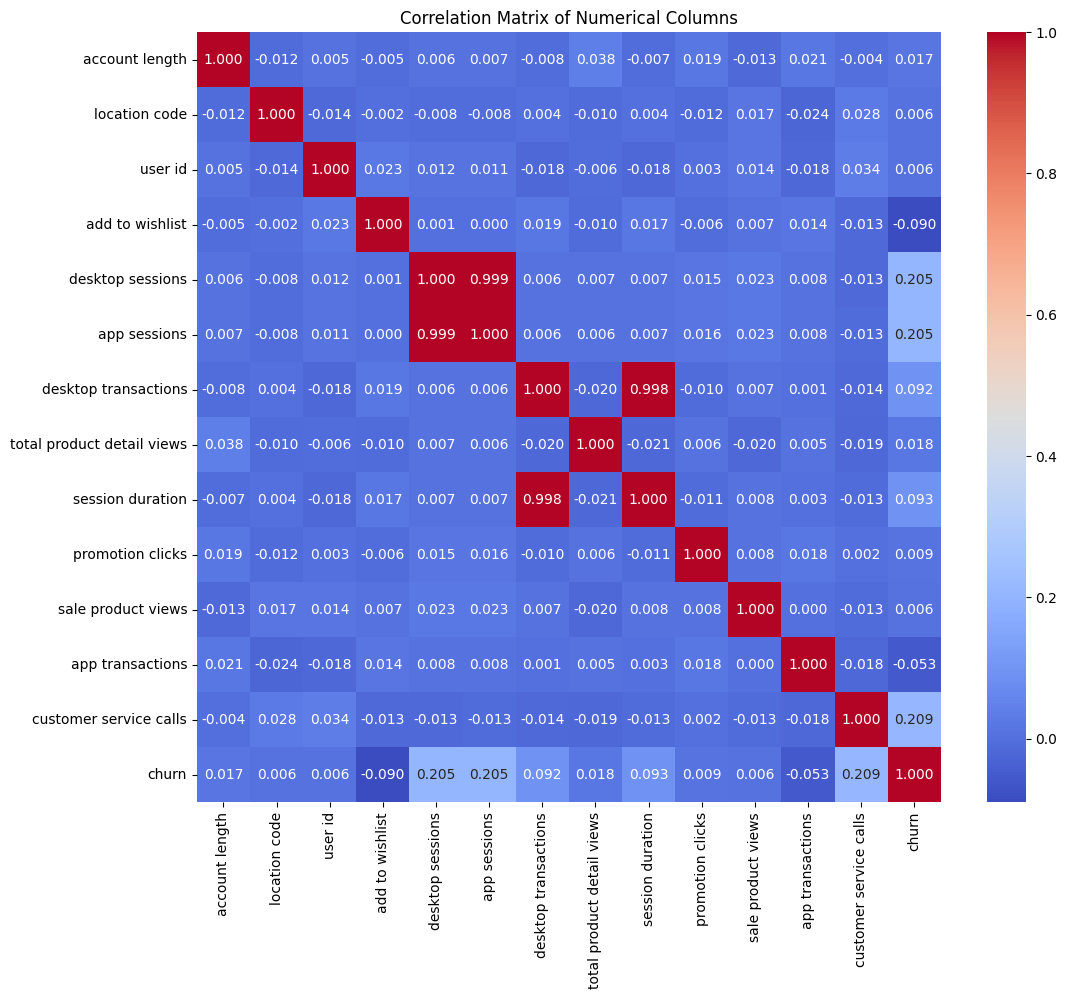 Correlation Matrix of Numerical Columns
account length 1.000 -0.012 0.005 -0.005 0.006 0.007 -0.008 0.038 -0.007 0.019 -0.013 0.021 -0.004 0.017
location code -0.012 1.000 -0.014 -0.002 -0.008 -0.008 0.004 -0.010 0.004 -0.012 0.017 -0.024 0.028 0.006
user id 0.005 -0.014 1.000 0.023 0.012 0.011 -0.018 -0.006 -0.018 0.003 0.014 -0.018 0.034 0.006
add to wishlist -0.005 -0.002 0.023 1.000 0.001 0.000 0.019 -0.010 0.017 -0.006 0.007 0.014 -0.013 -0.090
desktop sessions 0.006 -0.008 0.012 0.001 1.000 0.999 0.006 0.007 0.007 0.015 0.023 0.008 -0.013 0.205
app sessions 0.007 -0.008 0.011 0.000 0.999 1.000 0.006 0.006 0.007 0.016 0.023 0.008 -0.013 0.205
desktop transactions -0.008 0.004 -0.018 0.019 0.006 0.006 1.000 -0.020 0.998 -0.010 0.007 0.001 -0.014 0.092
total product detail views 0.038 -0.010 -0.006 -0.010 0.007 0.006 -0.020 1.000 -0.021 0.006 -0.020 0.005 -0.019 0.018
session duration -0.007 0.004 -0.018 0.017 0.007 0.007 0.998 -0.021 1.000 -0.011 0.008 0.003 -0.013 0.093
promotion clicks 0.019 -0.012 0.003 -0.006 0.015 0.016 -0.010 0.006 -0.011 1.000 0.008 0.018 0.002 0.009
sale product views -0.013 0.017 0.014 0.007 0.023 0.023 0.007 -0.020 0.008 0.008 1.000 0.000 -0.013 0.006
app transactions 0.021 -0.024 -0.018 0.014 0.008 0.008 0.001 0.005 0.003 0.018 0.000 1.000 -0.018 -0.053
customer service calls -0.004 0.028 0.034 -0.013 -0.013 -0.013 -0.014 -0.019 -0.013 0.002 -0.013 -0.018 1.000 0.209
churn 0.017 0.006 0.006 -0.090 0.205 0.205 0.092 0.018 0.093 0.009 0.006 -0.053 0.209 1.000
account length
location code
user id
add to wishlist
desktop sessions
app sessions
desktop transactions
total product detail views
session duration
promotion clicks
sale product views
app transactions
customer service calls
churn
1.0
0.8
0.6
0.4
0.2
0.0